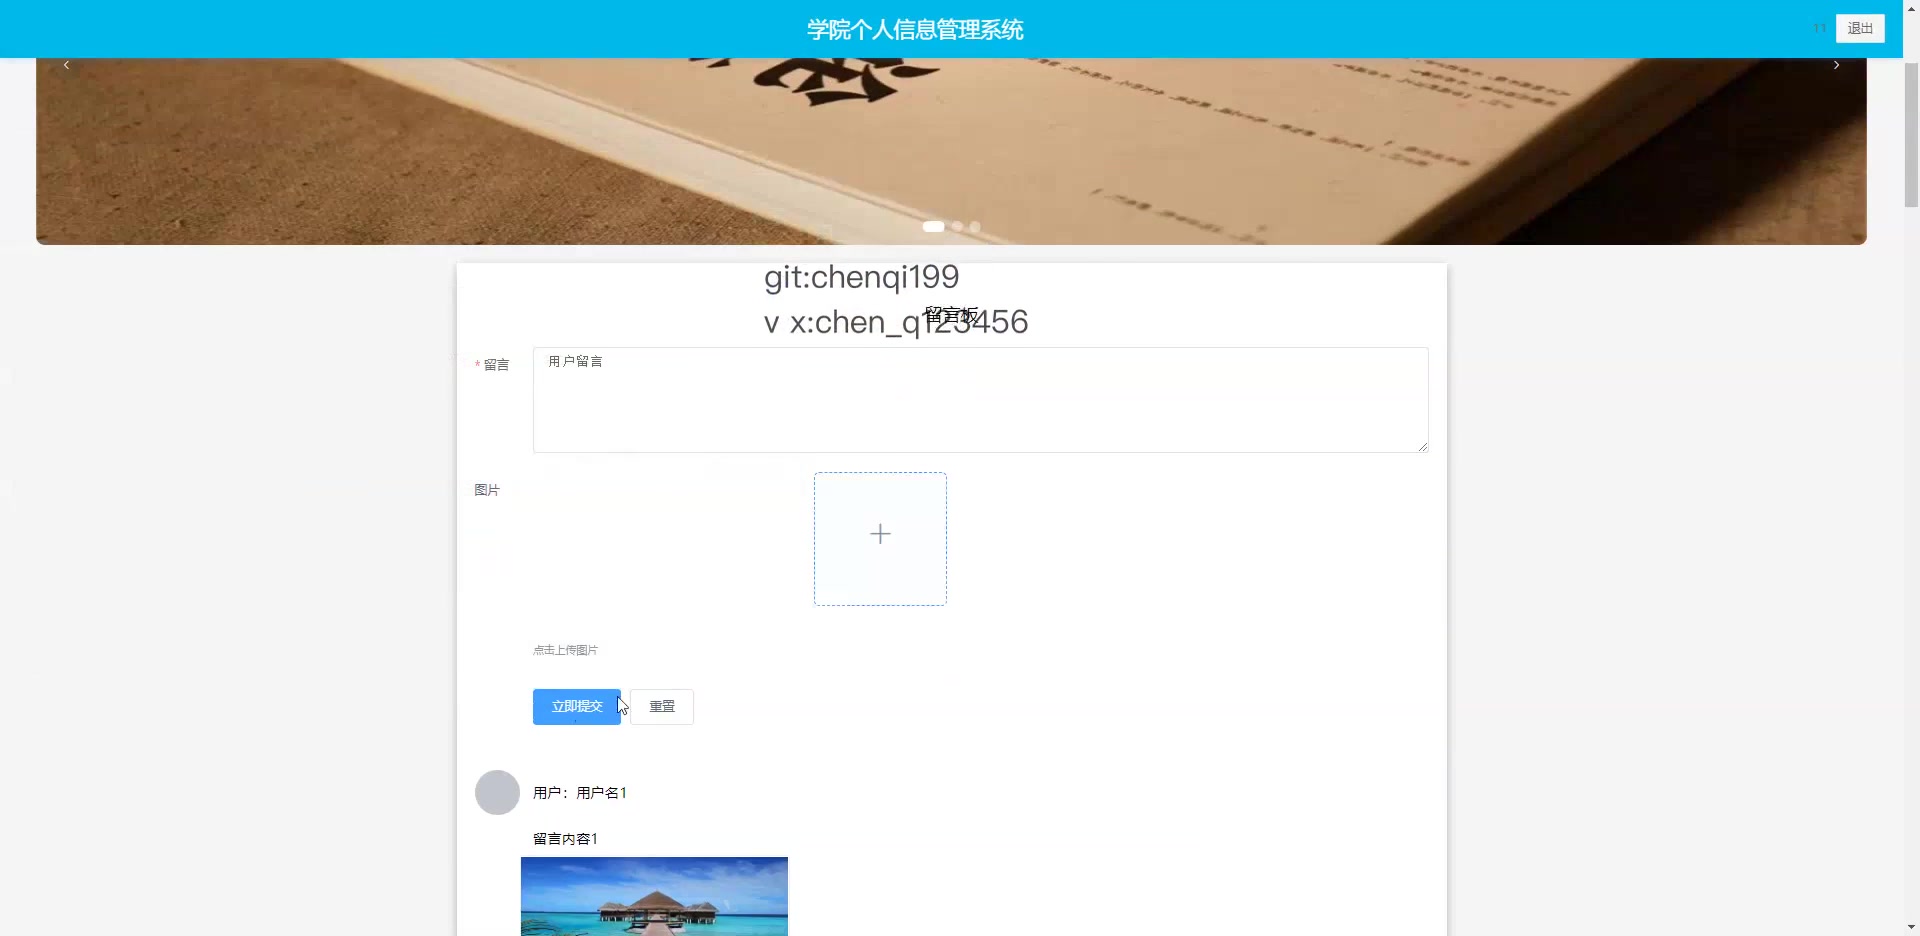 学院个人信息管理系统
11
退出
git:chenqi199
留言板
v x:chen_q123456
* 留言
用户留言
图片
点击上传图片
立即提交
重置
用户：用户名1
留言内容1